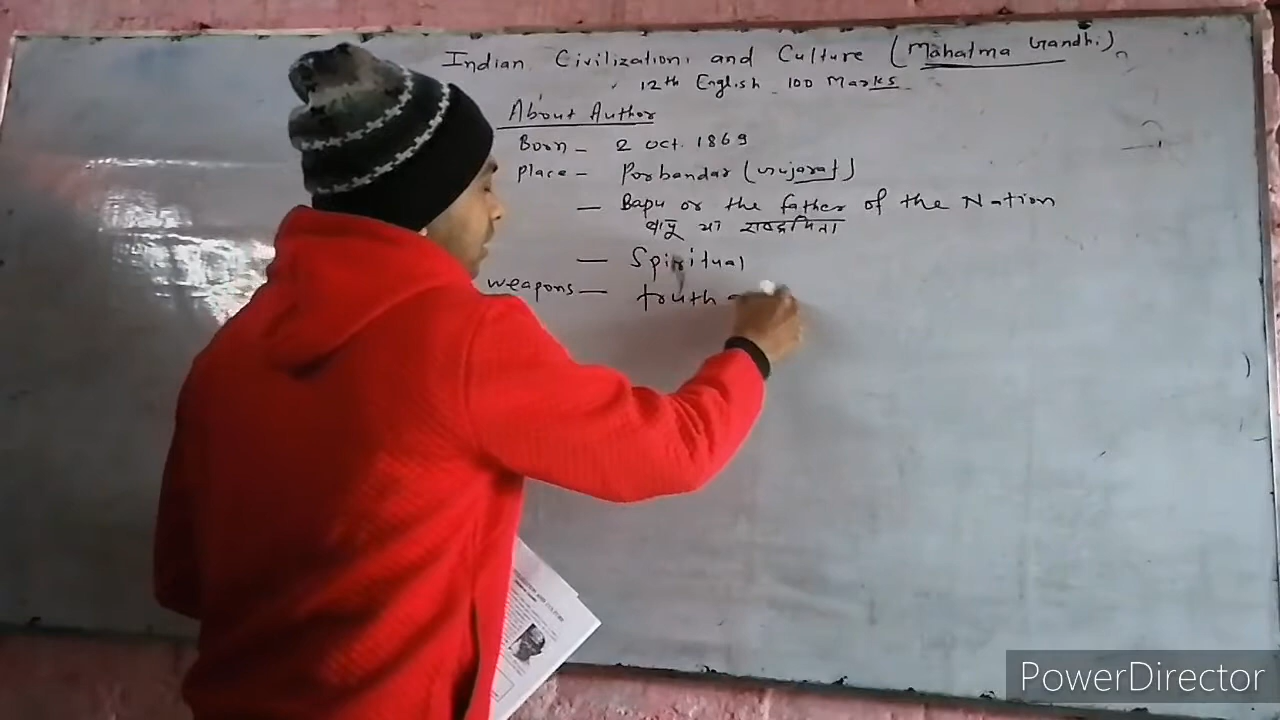 Indian Civilization and Culture (Mahatma Gandhi)
12th English 100 Marks
About Author
Born - 2 Oct. 1869
Place - Porbandar (Gujarat)
- Bapu or the father of the Nation
बापू या राष्ट्रपिता
- Spiritual
weapons - truth
PowerDirector